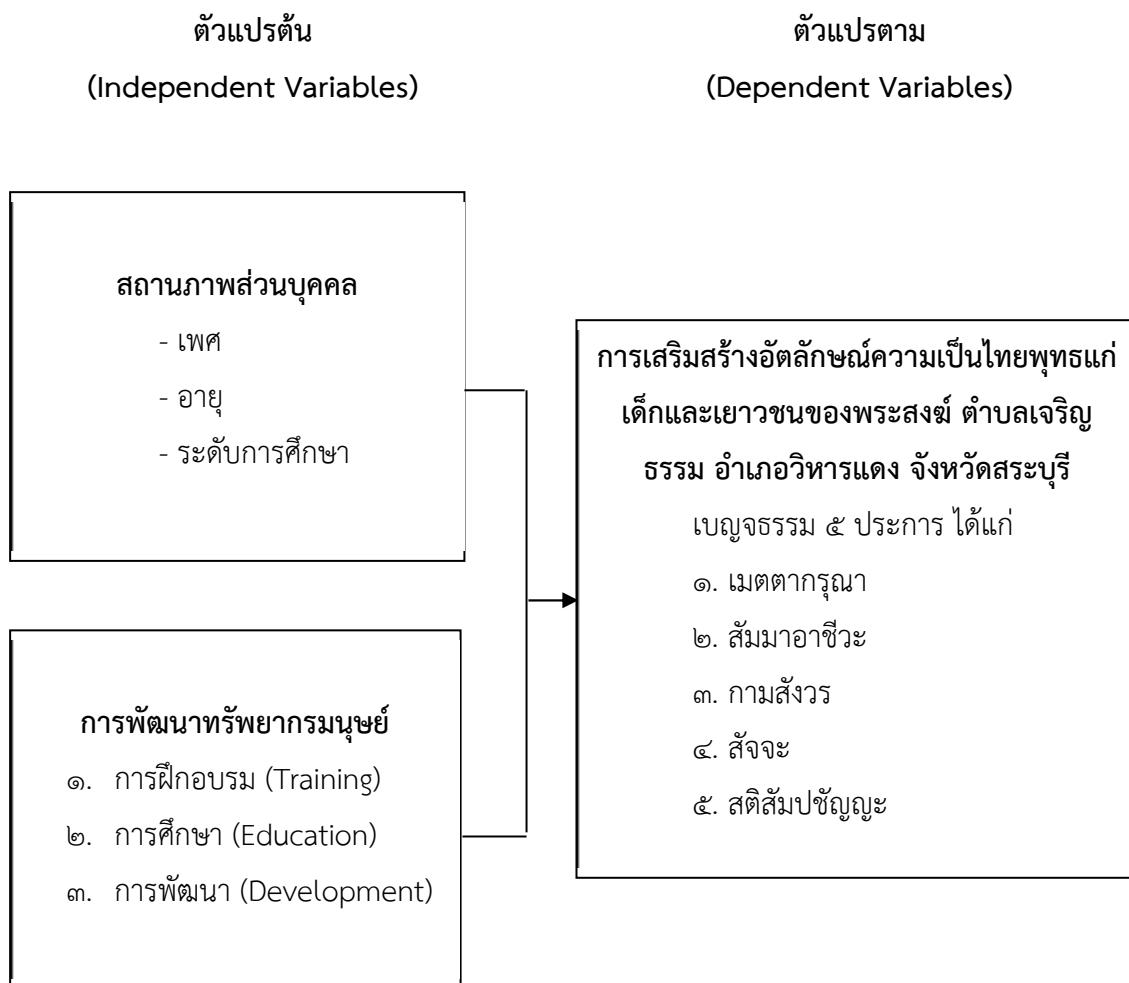 ตัวแปรต้น
(Independent Variables)
ตัวแปรตาม
(Dependent Variables)
สถานภาพส่วนบุคคล
- เพศ
- อายุ
- ระดับการศึกษา
การพัฒนาทรัพยากรมนุษย์
๑. การฝึกอบรม (Training)
๒. การศึกษา (Education)
๓. การพัฒนา (Development)
การเสริมสร้างอัตลักษณ์ความเป็นไทยพุทธแก่
เด็กและเยาวชนของพระสงฆ์ ตำบลเจริญ
ธรรม อำเภอวิหารแดง จังหวัดสระบุรี
เบญจธรรม ๕ ประการ ได้แก่
๑. เมตตากรุณา
๒. สัมมาอาชีวะ
๓. กามสังวร
๔. สัจจะ
๕. สติสัมปชัญญะ